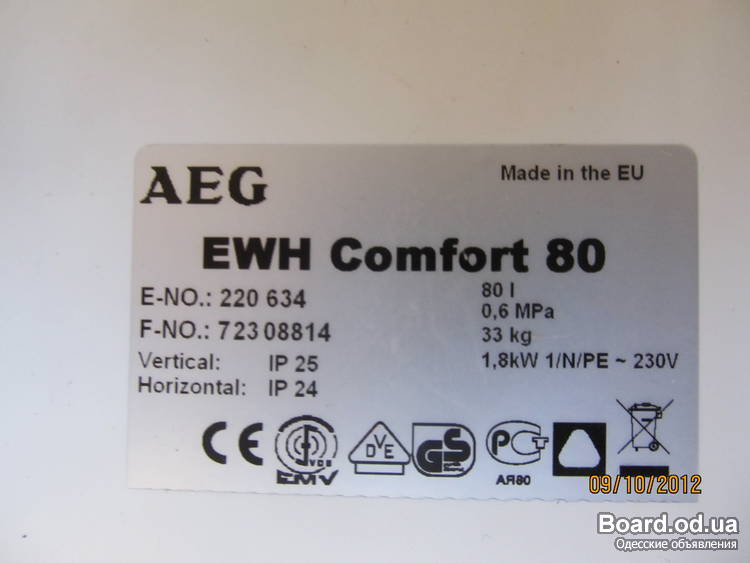 AEG
Made in the EU
EWH Comfort 80
E-NO.: 220 634
F-NO.: 723 08814
Vertical: IP 25
Horizontal: IP 24
80 l
0,6 MPa
33 kg
1,8kW 1/N/PE ~ 230V
CE
VDE
EMV
DVE
GS
РСТ
АЯ80
09/10/2012
Board.od.ua
Одесские объявления